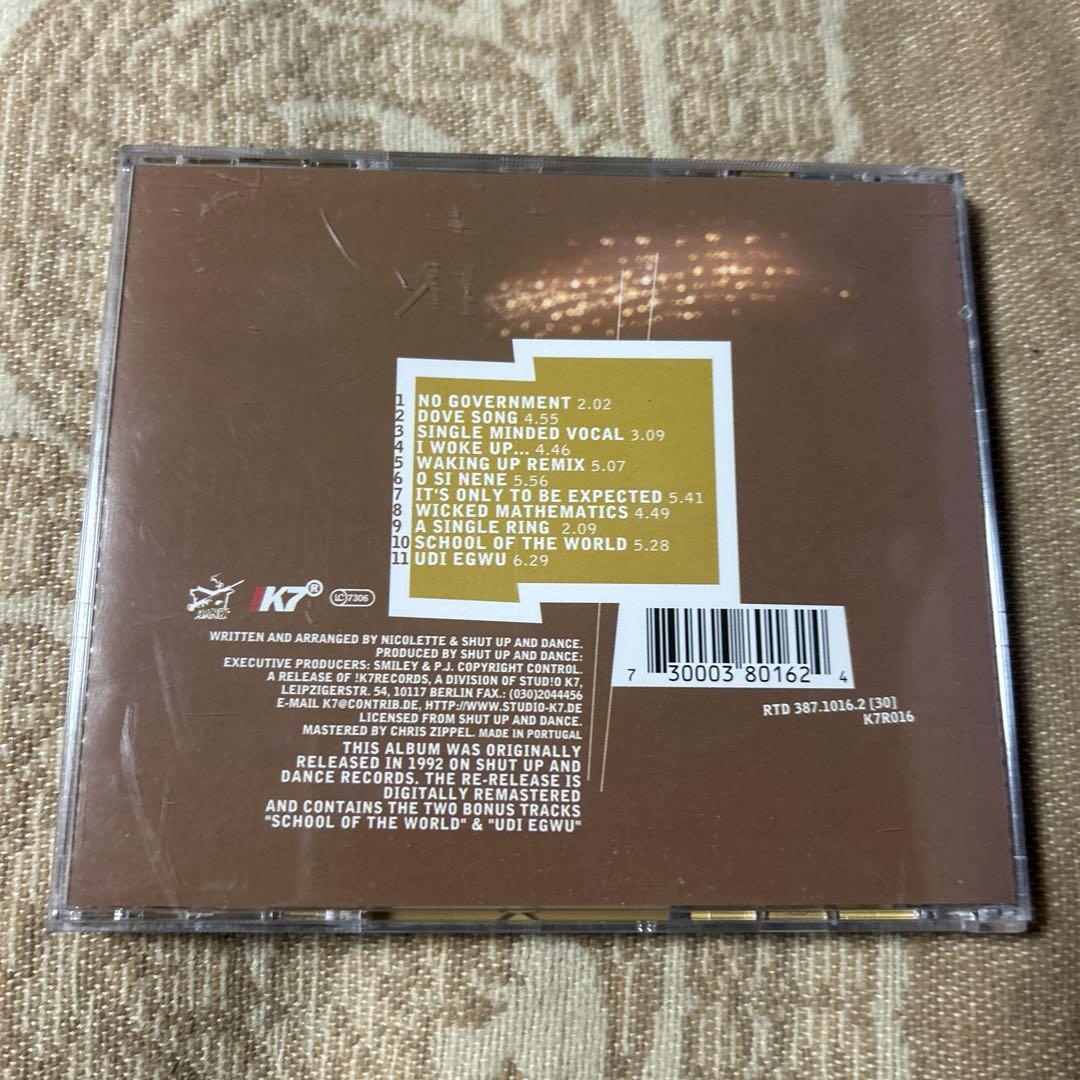 1 NO GOVERNMENT 2.02
2 DOVE SONG 4.55
3 SINGLE MINDED VOCAL 3.09
4 I WOKE UP... 4.46
5 WAKING UP REMIX 5.07
6 O SI NENE 5.56
7 IT'S ONLY TO BE EXPECTED 5.41
8 WICKED MATHEMATICS 4.49
9 A SINGLE RING 2.09
10 SCHOOL OF THE WORLD 5.28
11 UDI EGWU 6.29
!K7®
LC 7306
WRITTEN AND ARRANGED BY NICOLETTE & SHUT UP AND DANCE.
PRODUCED BY SHUT UP AND DANCE:
EXECUTIVE PRODUCERS: SMILEY & P.J. COPYRIGHT CONTROL.
A RELEASE OF !K7RECORDS, A DIVISION OF STUD!O K7,
LEIPZIGERSTR. 54, 10117 BERLIN FAX.: (030)2044456
E-MAIL K7@CONTRIB.DE, HTTP://WWW.STUDIO-K7.DE
LICENSED FROM SHUT UP AND DANCE.
MASTERED BY CHRIS ZIPPEL. MADE IN PORTUGAL
THIS ALBUM WAS ORIGINALLY
RELEASED IN 1992 ON SHUT UP AND
DANCE RECORDS. THE RE-RELEASE IS
DIGITALLY REMASTERED
AND CONTAINS THE TWO BONUS TRACKS
"SCHOOL OF THE WORLD" & "UDI EGWU"
7 30003 80162 4
RTD 387.1016.2 [30]
K7R016